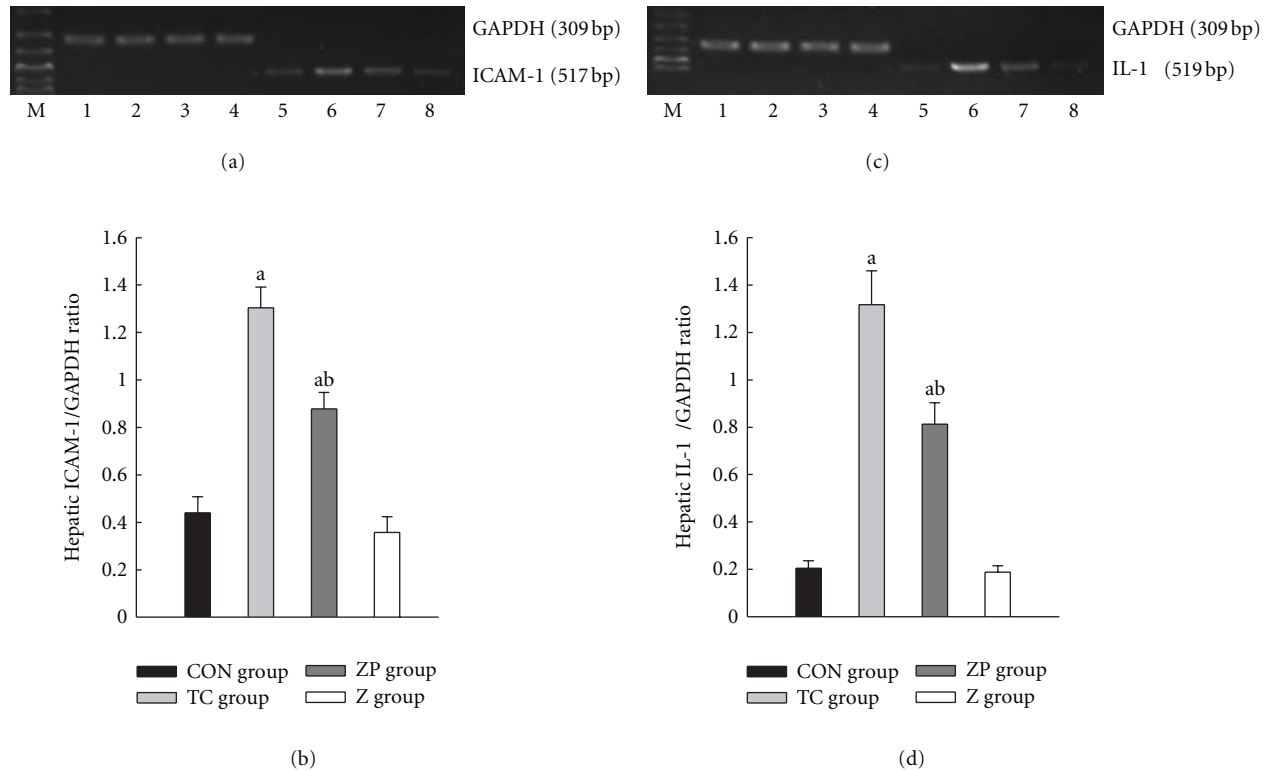 GAPDH (309 bp)
ICAM-1 (517 bp)
M 1 2 3 4 5 6 7 8
(a)
GAPDH (309 bp)
IL-1 (519 bp)
M 1 2 3 4 5 6 7 8
(c)
Hepatic ICAM-1/GAPDH ratio
1.6
1.4
1.2
1
0.8
0.6
0.4
0.2
0
a
ab
CON group
ZP group
TC group
Z group
(b)
Hepatic IL-1 /GAPDH ratio
1.6
1.4
1.2
1
0.8
0.6
0.4
0.2
0
a
ab
CON group
ZP group
TC group
Z group
(d)